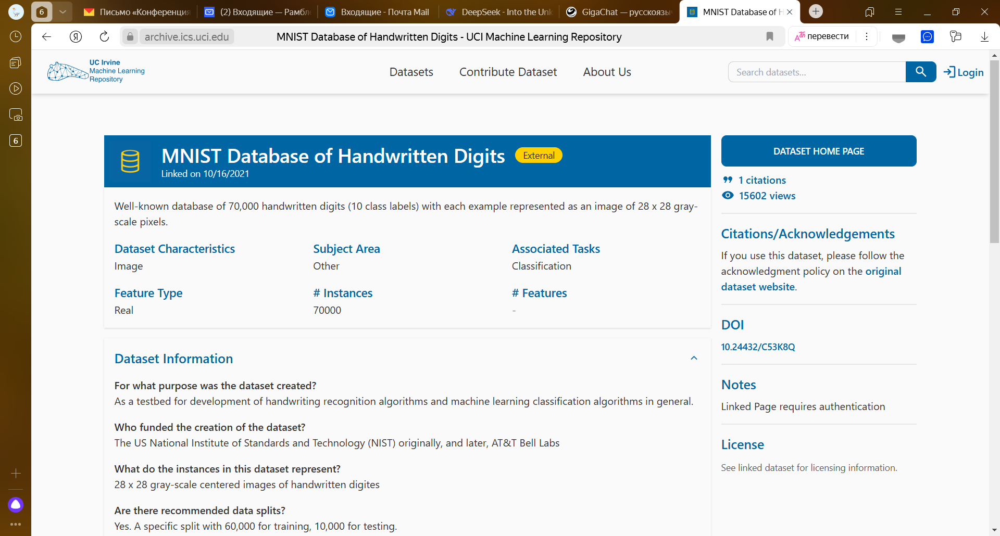 6
Письмо «Конференция
(2) Входящие — Рамбле
Входящие - Почта Mail
DeepSeek - Into the Unk
GigaChat — русскоязы
MNIST Database of H
Я
archive.ics.uci.edu
MNIST Database of Handwritten Digits - UCI Machine Learning Repository
перевести
6
UC Irvine
Machine Learning
Repository
Datasets
Contribute Dataset
About Us
Search datasets...
Login
MNIST Database of Handwritten Digits
External
Linked on 10/16/2021
Well-known database of 70,000 handwritten digits (10 class labels) with each example represented as an image of 28 x 28 gray-
scale pixels.
Dataset Characteristics
Image
Subject Area
Other
Associated Tasks
Classification
Feature Type
Real
# Instances
70000
# Features
-
Dataset Information
For what purpose was the dataset created?
As a testbed for development of handwriting recognition algorithms and machine learning classification algorithms in general.
Who funded the creation of the dataset?
The US National Institute of Standards and Technology (NIST) originally, and later, AT&T Bell Labs
What do the instances in this dataset represent?
28 x 28 gray-scale centered images of handwritten digites
Are there recommended data splits?
Yes. A specific split with 60,000 for training, 10,000 for testing.
DATASET HOME PAGE
1 citations
15602 views
Citations/Acknowledgements
If you use this dataset, please follow the
acknowledgment policy on the original
dataset website.
DOI
10.24432/C53K8Q
Notes
Linked Page requires authentication
License
See linked dataset for licensing information.